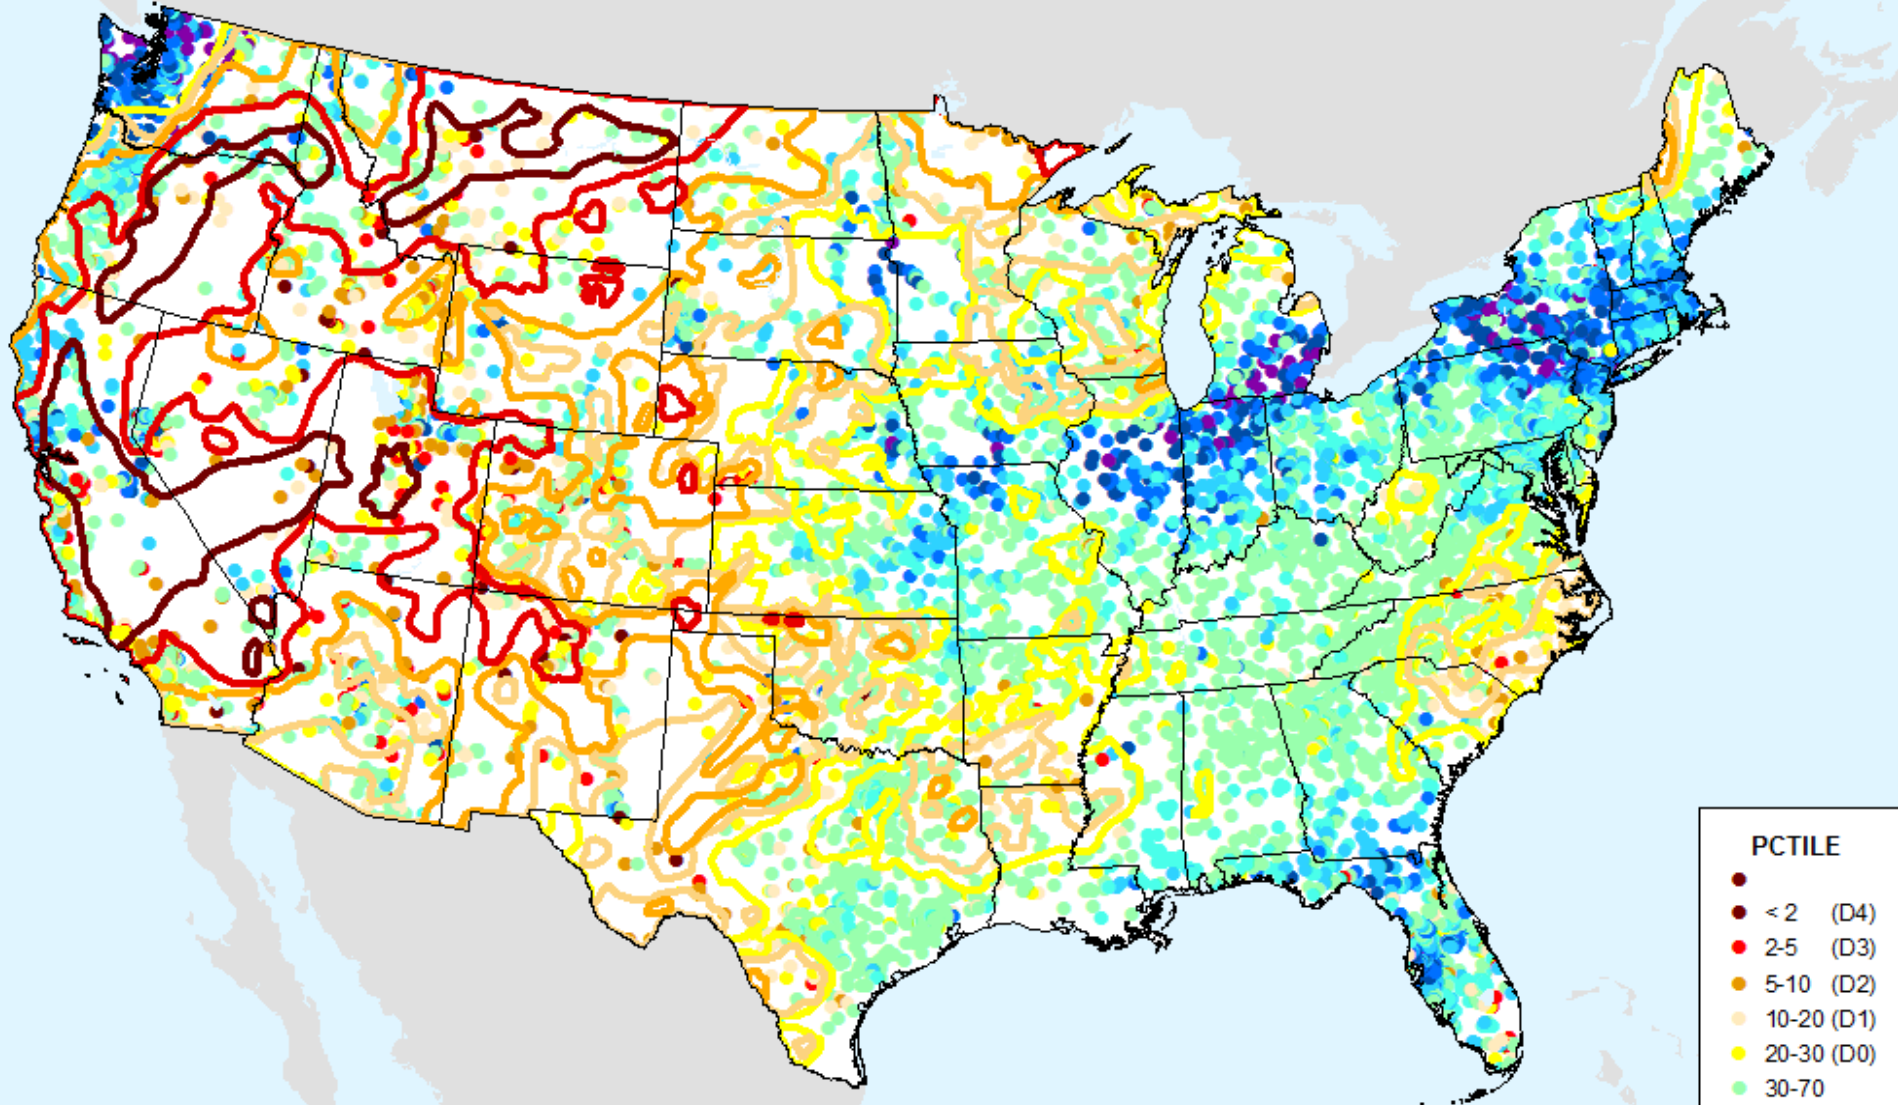 PCTILE
< 2 (D4)
2-5 (D3)
5-10 (D2)
10-20 (D1)
20-30 (D0)
30-70